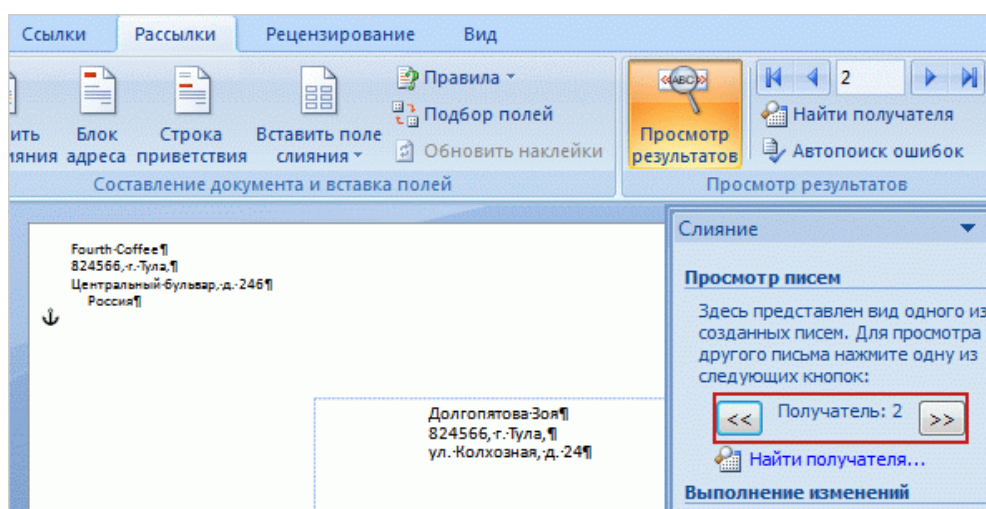 Ссылки Рассылки Рецензирование Вид
Правила
Подбор полей
Обновить наклейки
ить Блок Строка Вставить поле
ияния адреса приветствия слияния
Составление документа и вставка полей
«ABC»
Просмотр
результатов
2
Найти получателя
Автопоиск ошибок
Просмотр результатов
Fourth·Coffee¶
824566,·г.·Тула,¶
Центральный·бульвар,·д.·246¶
Россия¶
Долгопятова·Зоя¶
824566,·г.·Тула,¶
ул.·Колхозная,·д.·24¶
Слияние
Просмотр писем
Здесь представлен вид одного из
созданных писем. Для просмотра
другого письма нажмите одну из
следующих кнопок:
<< Получатель: 2 >>
Найти получателя...
Выполнение изменений